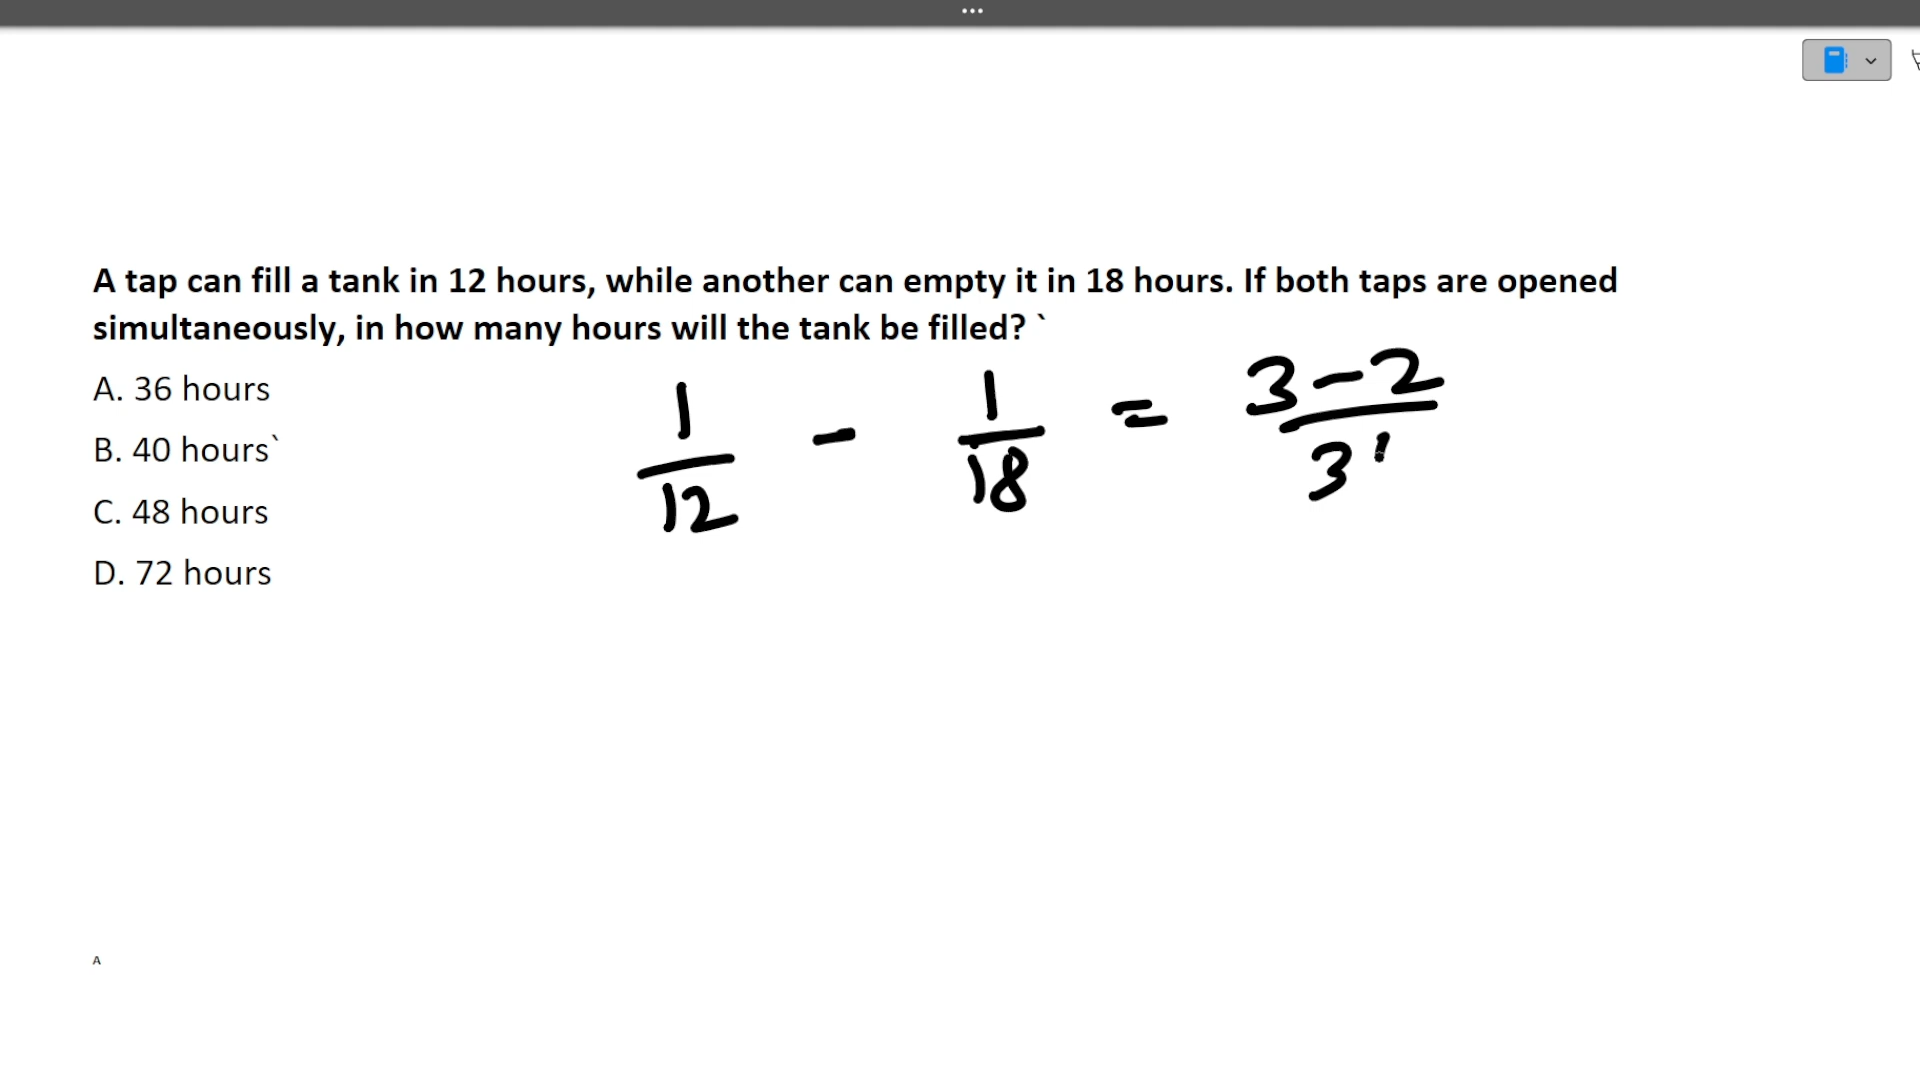 A tap can fill a tank in 12 hours, while another can empty it in 18 hours. If both taps are opened
simultaneously, in how many hours will the tank be filled? `
A. 36 hours
B. 40 hours`
C. 48 hours
D. 72 hours
1/12 - 1/18 = 3-2/3
A